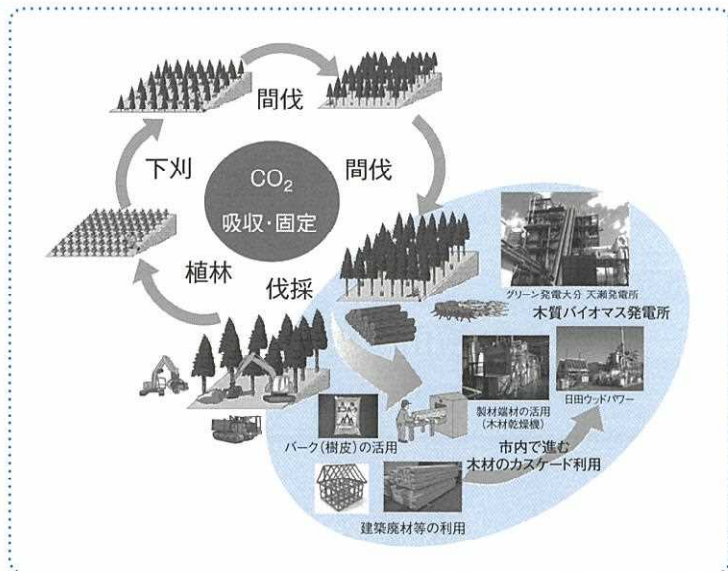 間伐
下刈
間伐
CO₂
吸収・固定
植林
伐採
グリーン発電大分 天瀬発電所
木質バイオマス発電所
製材端材の活用
(木材乾燥機)
日田ウッドパワー
バーク(樹皮)の活用
市内で進む
木材のカスケード利用
建築廃材等の利用